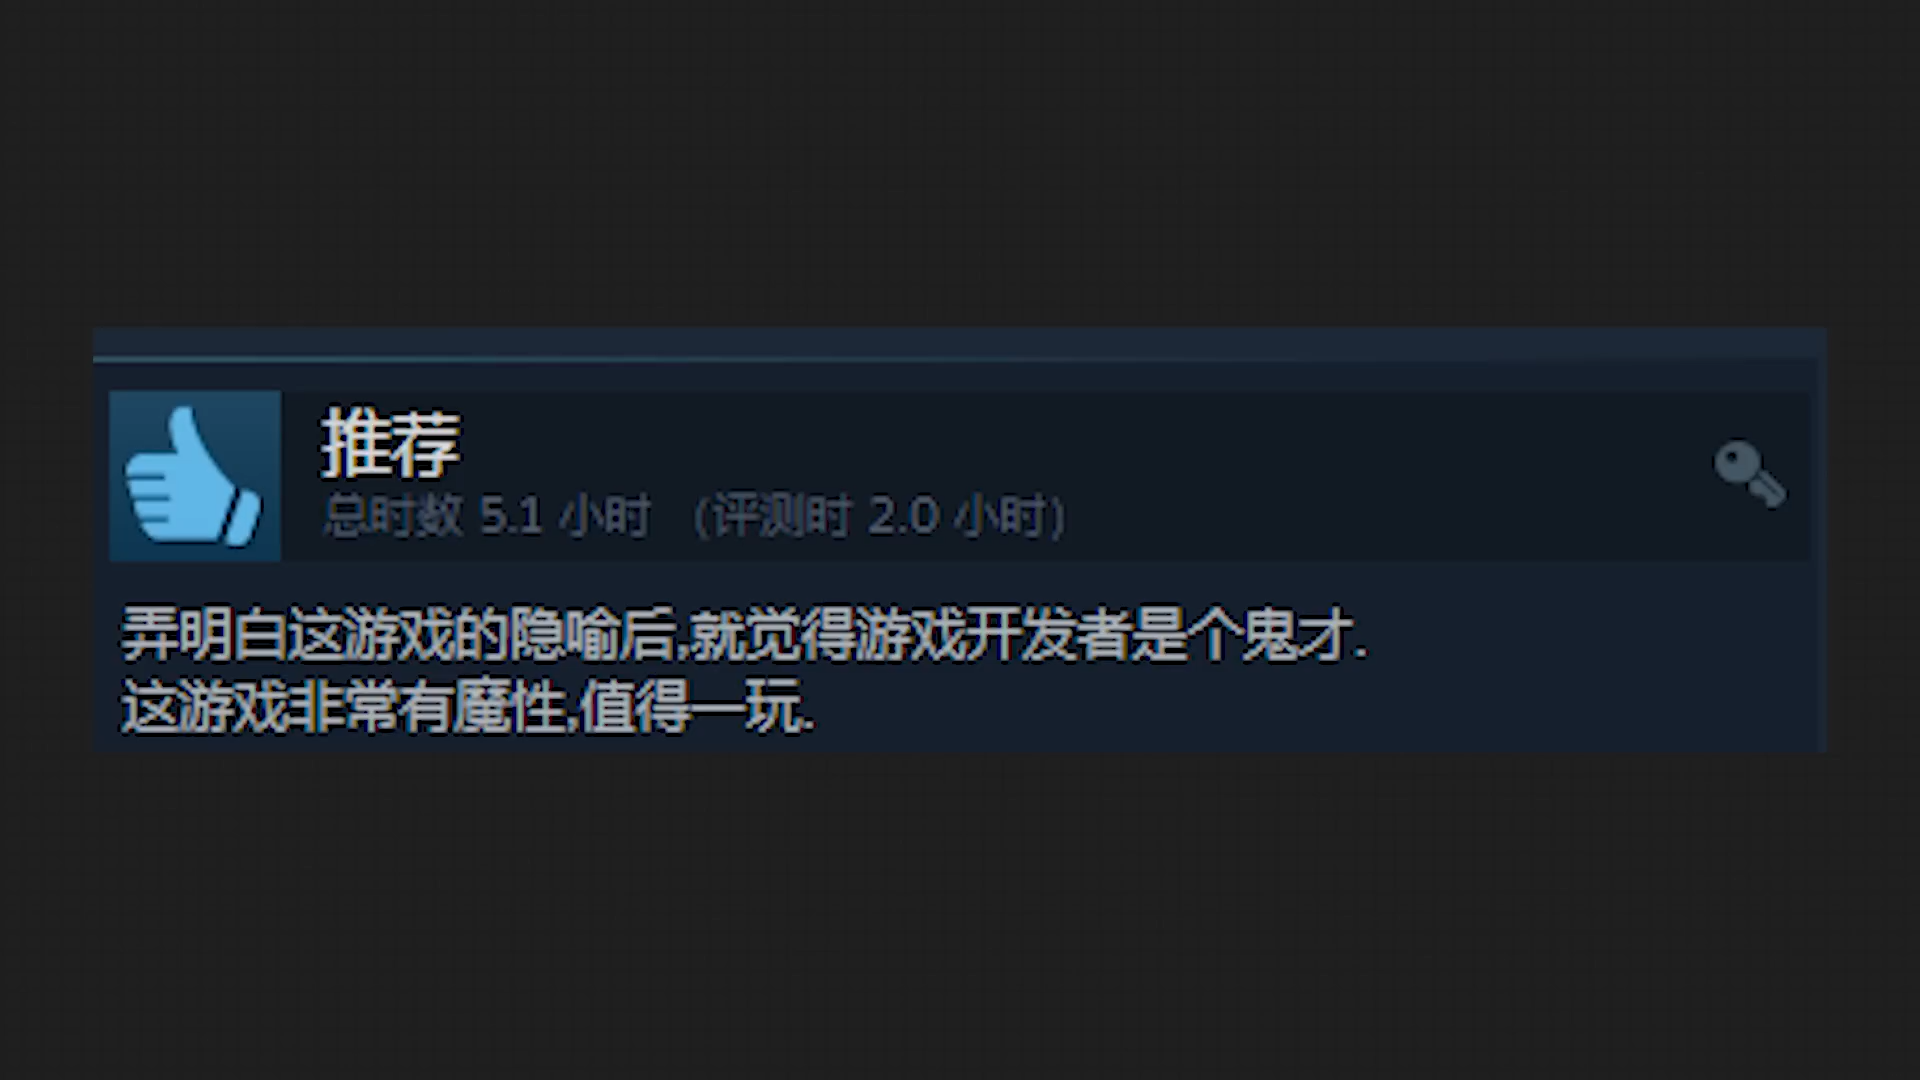 推荐
总时数 5.1 小时 (评测时 2.0 小时)
弄明白这游戏的隐喻后,就觉得游戏开发者是个鬼才.
这游戏非常有魔性,值得一玩.